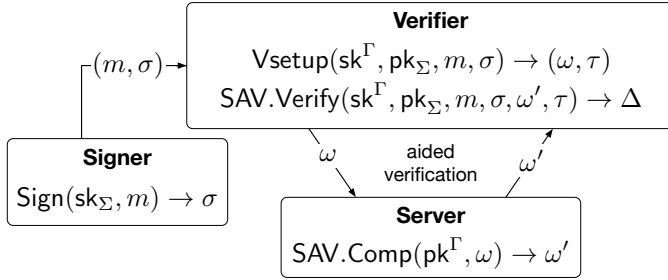 Verifier
Vsetup(sk^Γ, pk_Σ, m, σ) → (ω, τ)
SAV.Verify(sk^Γ, pk_Σ, m, σ, ω′, τ) → Δ
(m, σ)
Signer
Sign(sk_Σ, m) → σ
ω
aided
verification
ω′
Server
SAV.Comp(pk^Γ, ω) → ω′